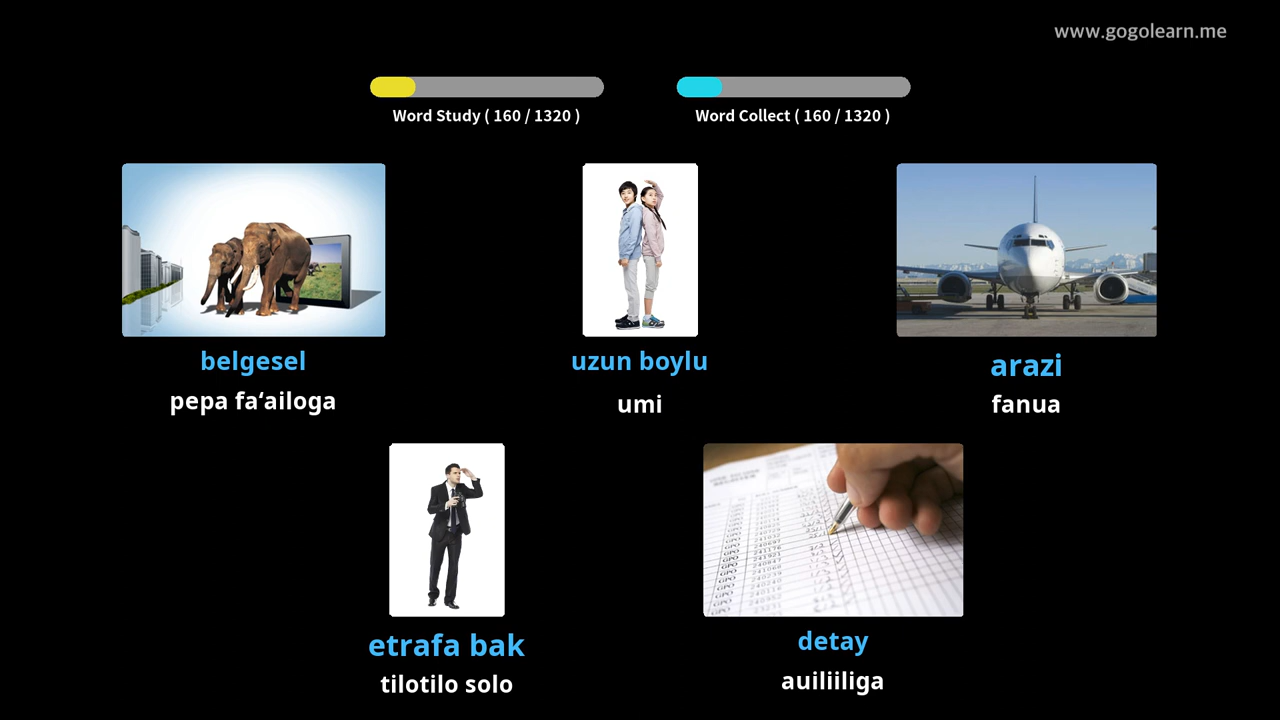 www.gogolearn.me
Word Study ( 160 / 1320 )
Word Collect ( 160 / 1320 )
belgesel
pepa fa‘ailoga
uzun boylu
umi
arazi
fanua
etrafa bak
tilotilo solo
detay
auiliiliga